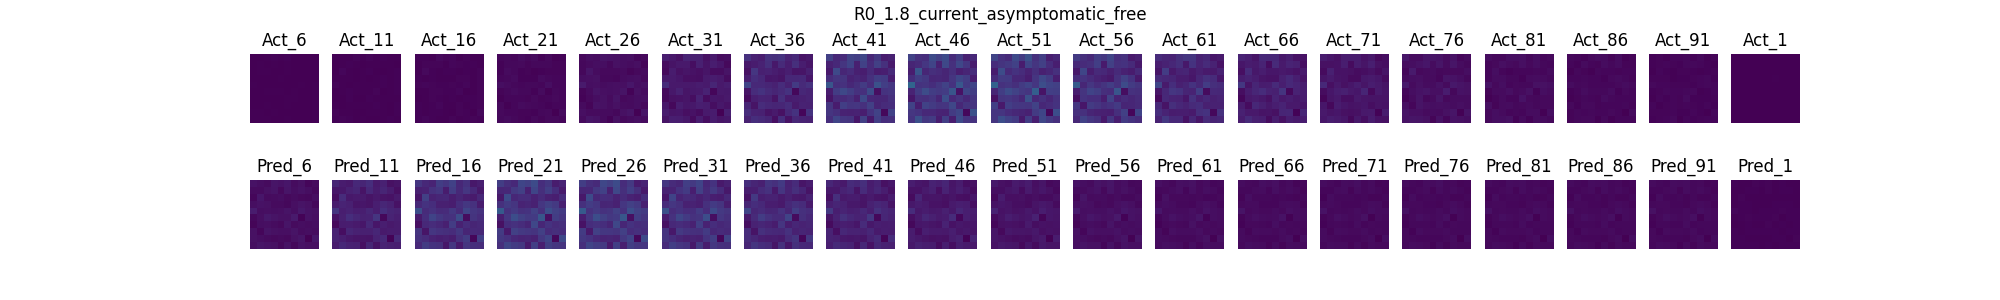 R0_1.8_current_asymptomatic_free
Act_6 Act_11 Act_16 Act_21 Act_26 Act_31 Act_36 Act_41 Act_46 Act_51 Act_56 Act_61 Act_66 Act_71 Act_76 Act_81 Act_86 Act_91 Act_1
Pred_6 Pred_11 Pred_16 Pred_21 Pred_26 Pred_31 Pred_36 Pred_41 Pred_46 Pred_51 Pred_56 Pred_61 Pred_66 Pred_71 Pred_76 Pred_81 Pred_86 Pred_91 Pred_1